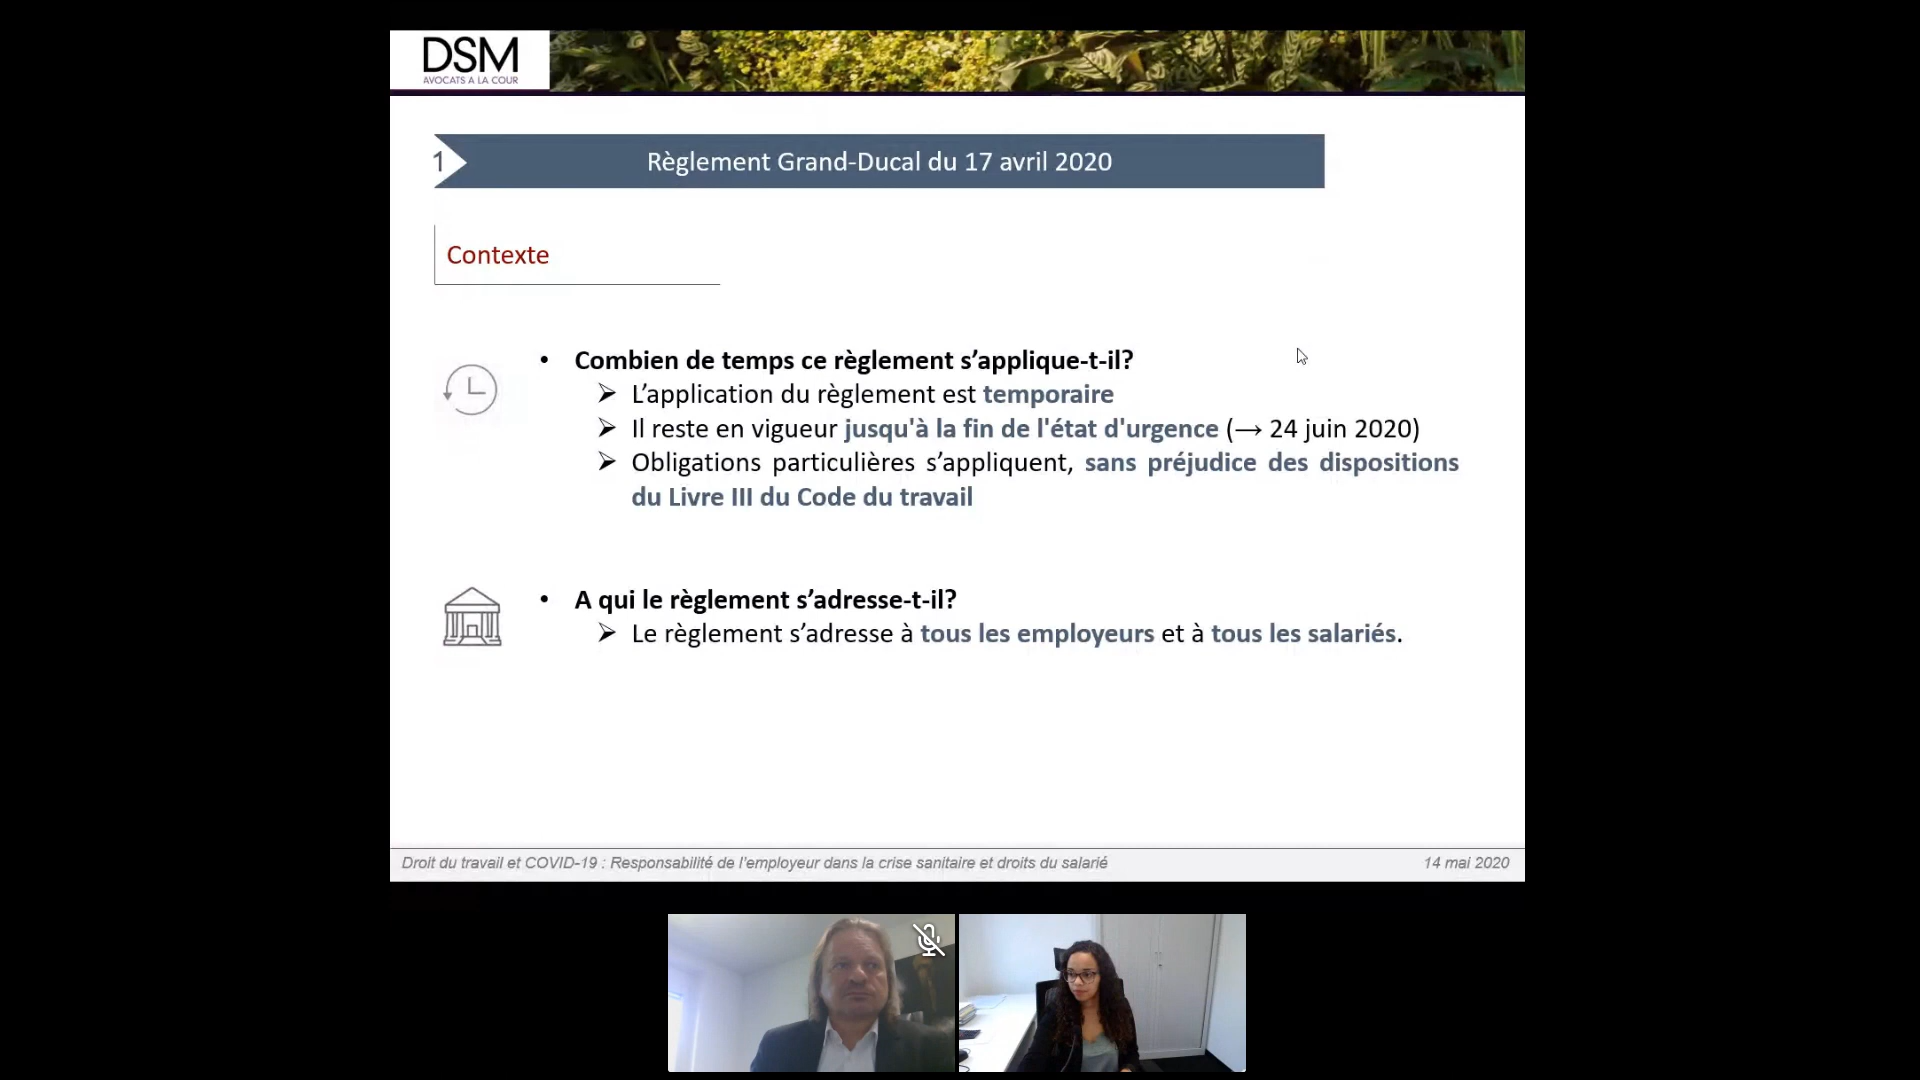 DSM
AVOCATS A LA COUR
1
Règlement Grand-Ducal du 17 avril 2020
Contexte
• Combien de temps ce règlement s’applique-t-il?
➢ L’application du règlement est temporaire
➢ Il reste en vigueur jusqu'à la fin de l'état d'urgence (→ 24 juin 2020)
➢ Obligations particulières s’appliquent, sans préjudice des dispositions
du Livre III du Code du travail
• A qui le règlement s’adresse-t-il?
➢ Le règlement s’adresse à tous les employeurs et à tous les salariés.
Droit du travail et COVID-19 : Responsabilité de l’employeur dans la crise sanitaire et droits du salarié
14 mai 2020